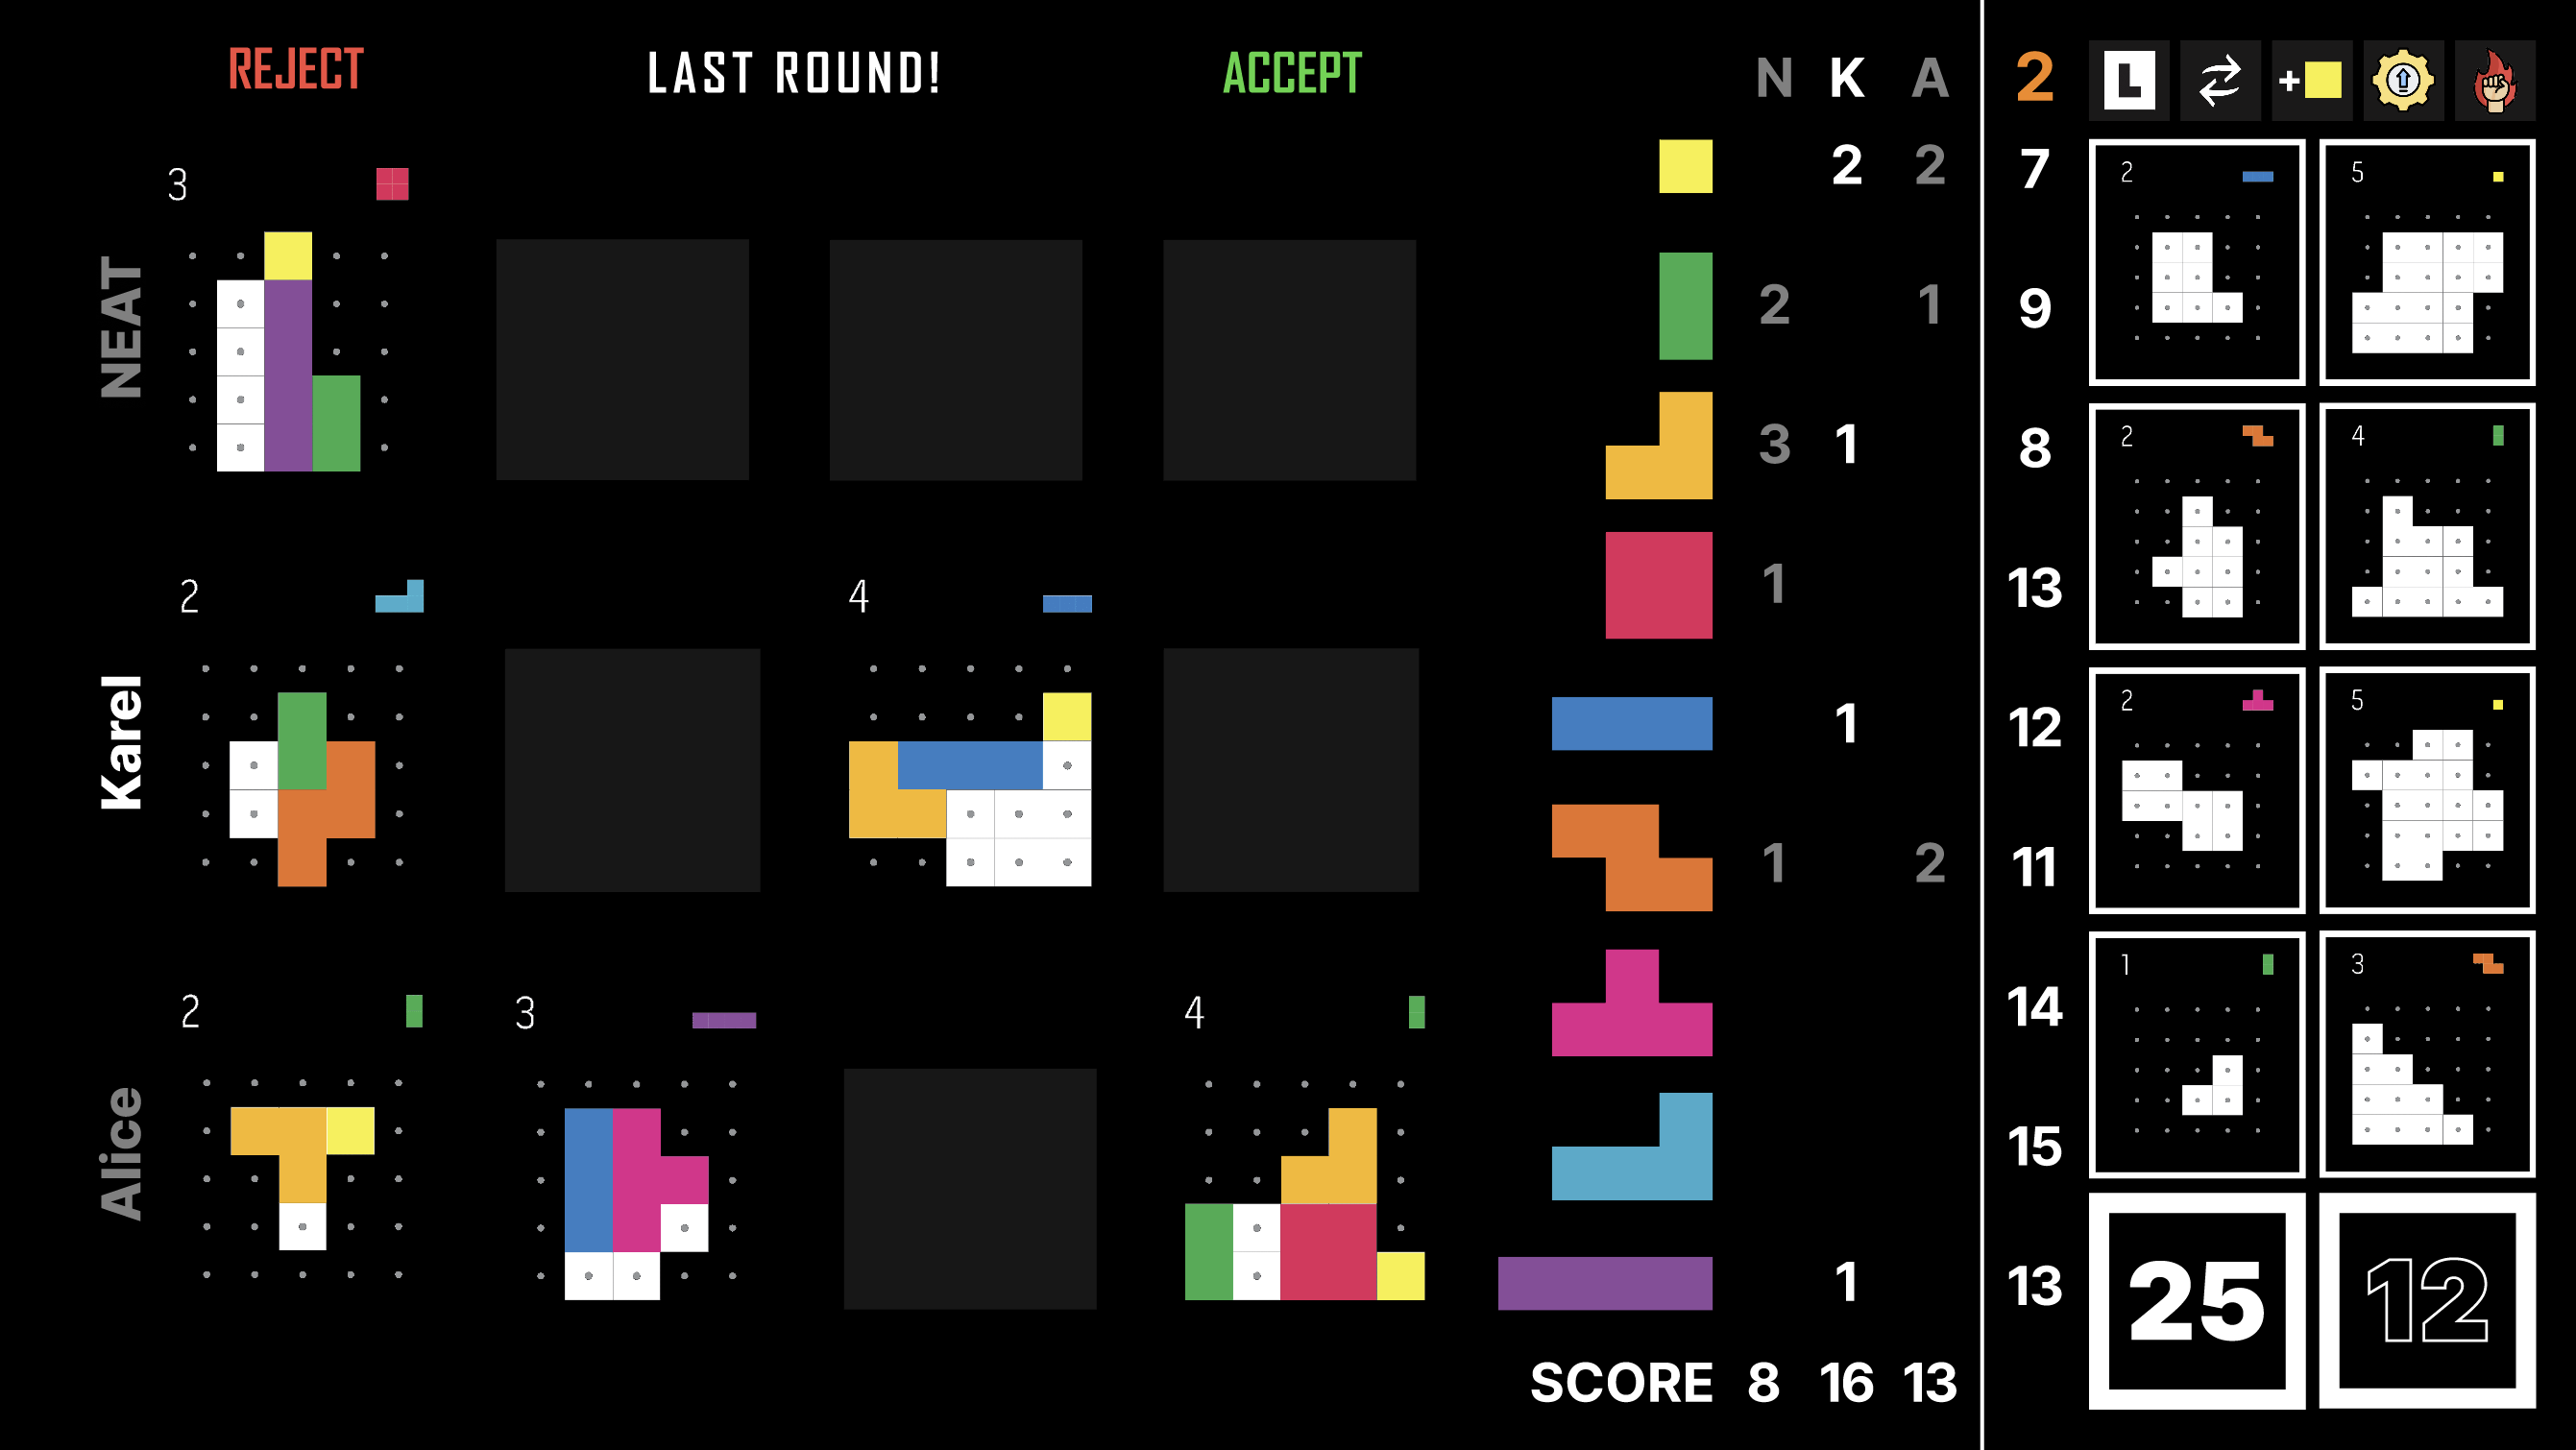 REJECT LAST ROUND! ACCEPT N K A 2 L +
2 2 7 2 5
3
NEAT
2 1 9
3 1 8 2 4
1 13
2 4
Karel
1 12 2 5
1 2 11
1 3
2 3 4
Alice
14
15
1 13 25 12
SCORE 8 16 13